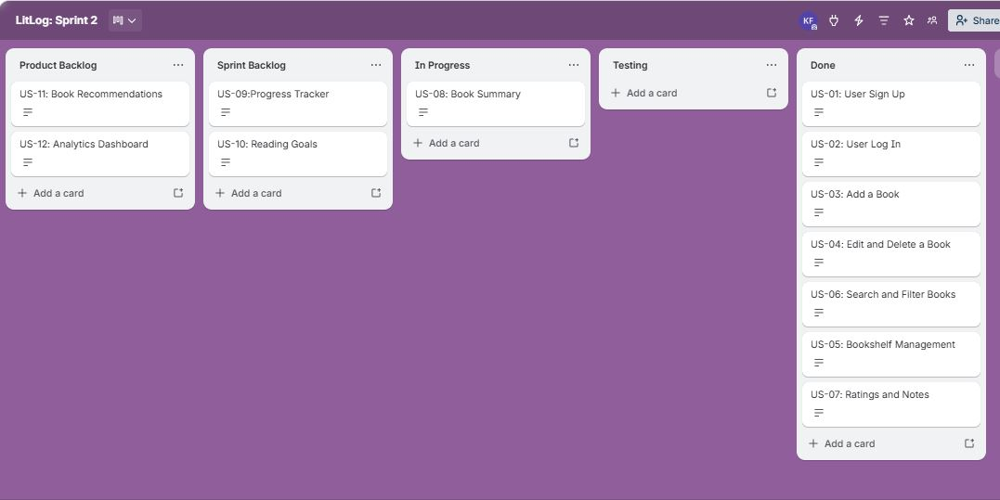 LitLog: Sprint 2
KF
Share
Product Backlog
US-11: Book Recommendations
US-12: Analytics Dashboard
Add a card
Sprint Backlog
US-09:Progress Tracker
US-10: Reading Goals
Add a card
In Progress
US-08: Book Summary
Add a card
Testing
Add a card
Done
US-01: User Sign Up
US-02: User Log In
US-03: Add a Book
US-04: Edit and Delete a Book
US-06: Search and Filter Books
US-05: Bookshelf Management
US-07: Ratings and Notes
Add a card